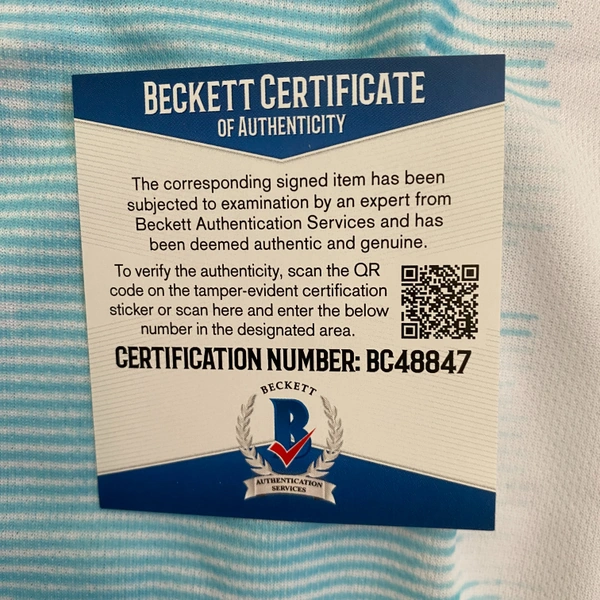 BECKETT CERTIFICATE
OF AUTHENTICITY
The corresponding signed item has been
subjected to examination by an expert from
Beckett Authentication Services and has
been deemed authentic and genuine.
To verify the authenticity, scan the QR
code on the tamper-evident certification
sticker or scan here and enter the below
number in the designated area.
CERTIFICATION NUMBER: BC48847
BECKETT
B
AUTHENTICATION
SERVICES